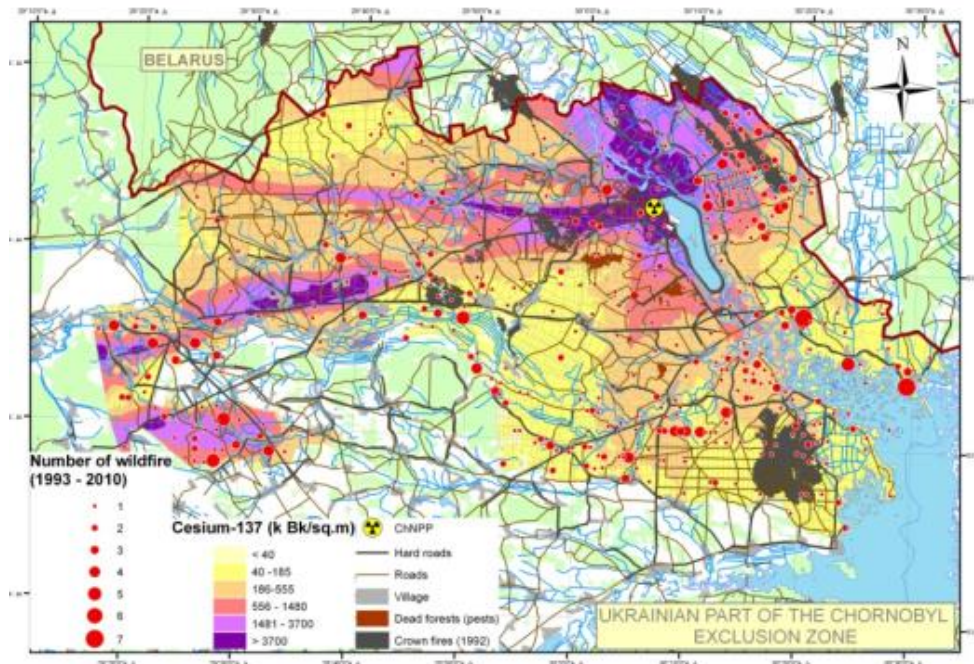 BELARUS
N
Number of wildfire
(1993 - 2010)
1
2
3
4
5
6
7
Cesium-137 (k Bk/sq.m)
< 40
40 -185
186-555
556 - 1480
1481 - 3700
> 3700
ChNPP
Hard roads
Roads
Village
Dead forests (pests)
Crown fires (1992)
UKRAINIAN PART OF THE CHORNOBYL
EXCLUSION ZONE